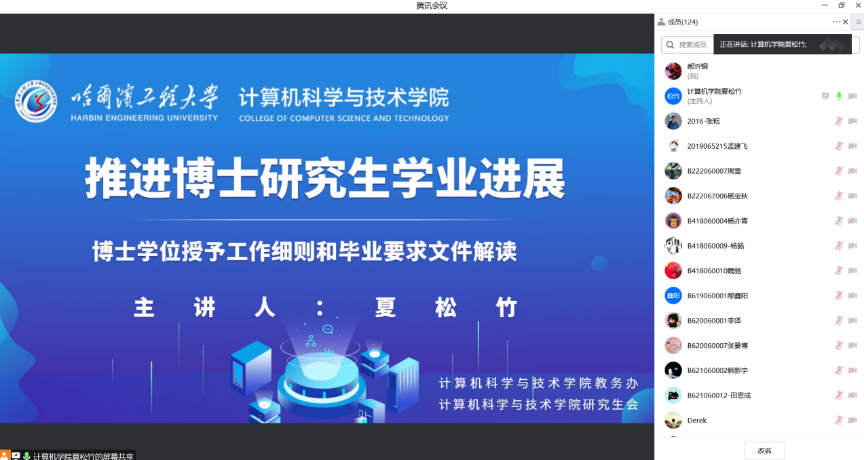 腾讯会议
成员(124)
搜索成员
正在讲话: 计算机学院夏松竹;
哈尔滨工程大学
HARBIN ENGINEERING UNIVERSITY
计算机科学与技术学院
COLLEGE OF COMPUTER SCIENCE AND TECHNOLOGY
推进博士研究生学业进展
博士学位授予工作细则和毕业要求文件解读
主讲人：夏松竹
计算机科学与技术学院教务办
计算机科学与技术学院研究生会
计算机学院夏松竹的屏幕共享
(我)
松竹
计算机学院夏松竹
(主持人)
2016-张眩
2019065215孟建飞
B222060007周雪
B222067006杨宝秋
B418060004杨亦青
B418060009-杨皓
B418060010魏驰
鑫阳
B619060001邢鑫阳
B620060001李泽
B620060007张晏博
B621060002韩新宇
B621060012-田思成
Derek
改名